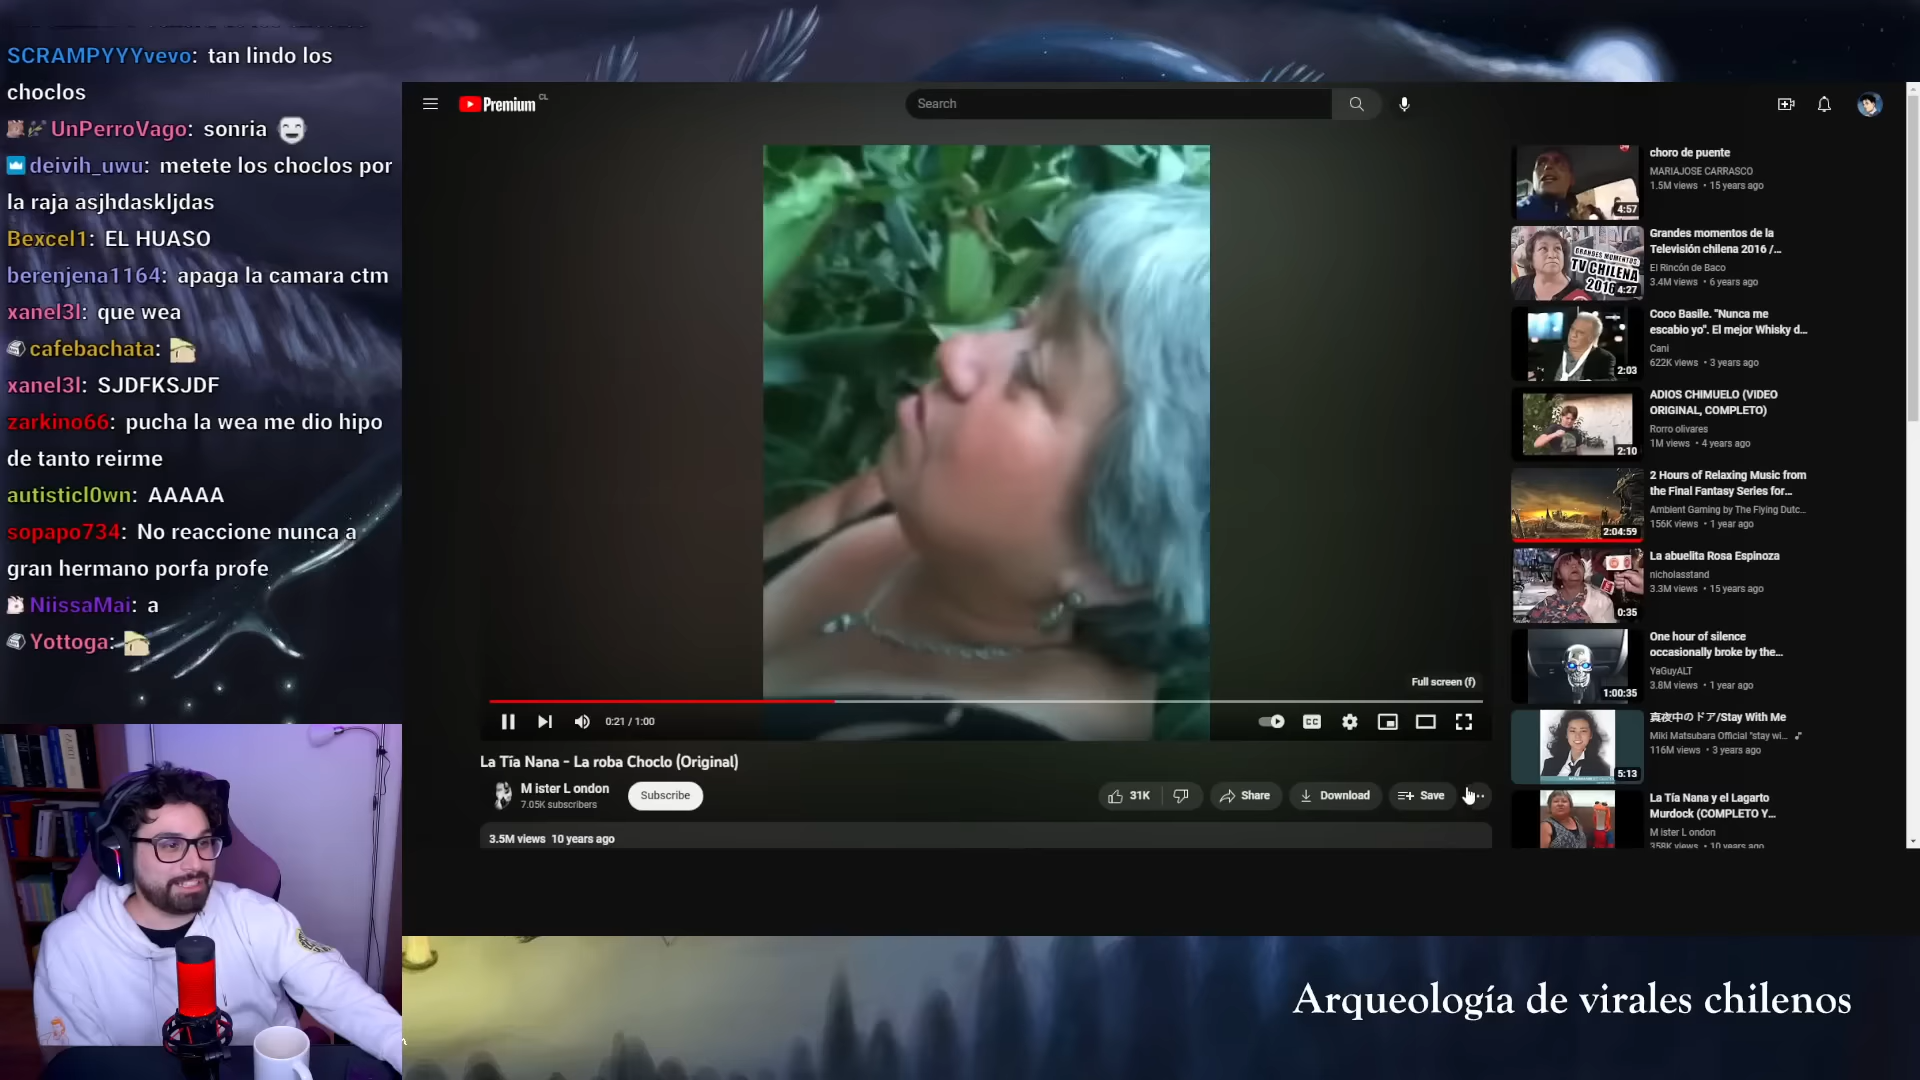 SCRAMPYYYvevo: tan lindo los
choclos
UnPerroVago: sonria
deivih_uwu: metete los choclos por
la raja asjhdaskljdas
Bexcel1: EL HUASO
berenjena1164: apaga la camara ctm
xanel3l: que wea
cafebachata:
xanel3l: SJDFKSJDF
zarkino66: pucha la wea me dio hipo
de tanto reirme
autisticl0wn: AAAAA
sopapo734: No reaccione nunca a
gran hermano porfa profe
NiissaMai: a
Yottoga:
Premium CL
Search
Full screen (f)
0:21 / 1:00
CC
La Tía Nana - La roba Choclo (Original)
M ister L ondon
7.05K subscribers
Subscribe
31K
Share
Download
Save
3.5M views 10 years ago
choro de puente
MARIAJOSE CARRASCO
1.5M views • 15 years ago
4:57
Grandes momentos de la
Televisión chilena 2016 /...
El Rincón de Baco
3.4M views • 6 years ago
GRANDES MOMENTOS
TV CHILENA
2016
4:27
Coco Basile. "Nunca me
escabio yo". El mejor Whisky d...
Cani
622K views • 3 years ago
2:03
ADIOS CHIMUELO (VIDEO
ORIGINAL, COMPLETO)
Rorro olivares
1M views • 4 years ago
2:10
2 Hours of Relaxing Music from
the Final Fantasy Series for...
Ambient Gaming by The Flying Dutc...
156K views • 1 year ago
2:04:59
La abuelita Rosa Espinoza
nicholasstand
3.3M views • 15 years ago
0:35
One hour of silence
occasionally broke by the...
YaGuyALT
3.8M views • 1 year ago
1:00:35
真夜中のドア/Stay With Me
Miki Matsubara Official "stay wi...
116M views • 3 years ago
5:13
La Tía Nana y el Lagarto
Murdock (COMPLETO Y...
M ister L ondon
358K views • 10 years ago
Arqueología de virales chilenos